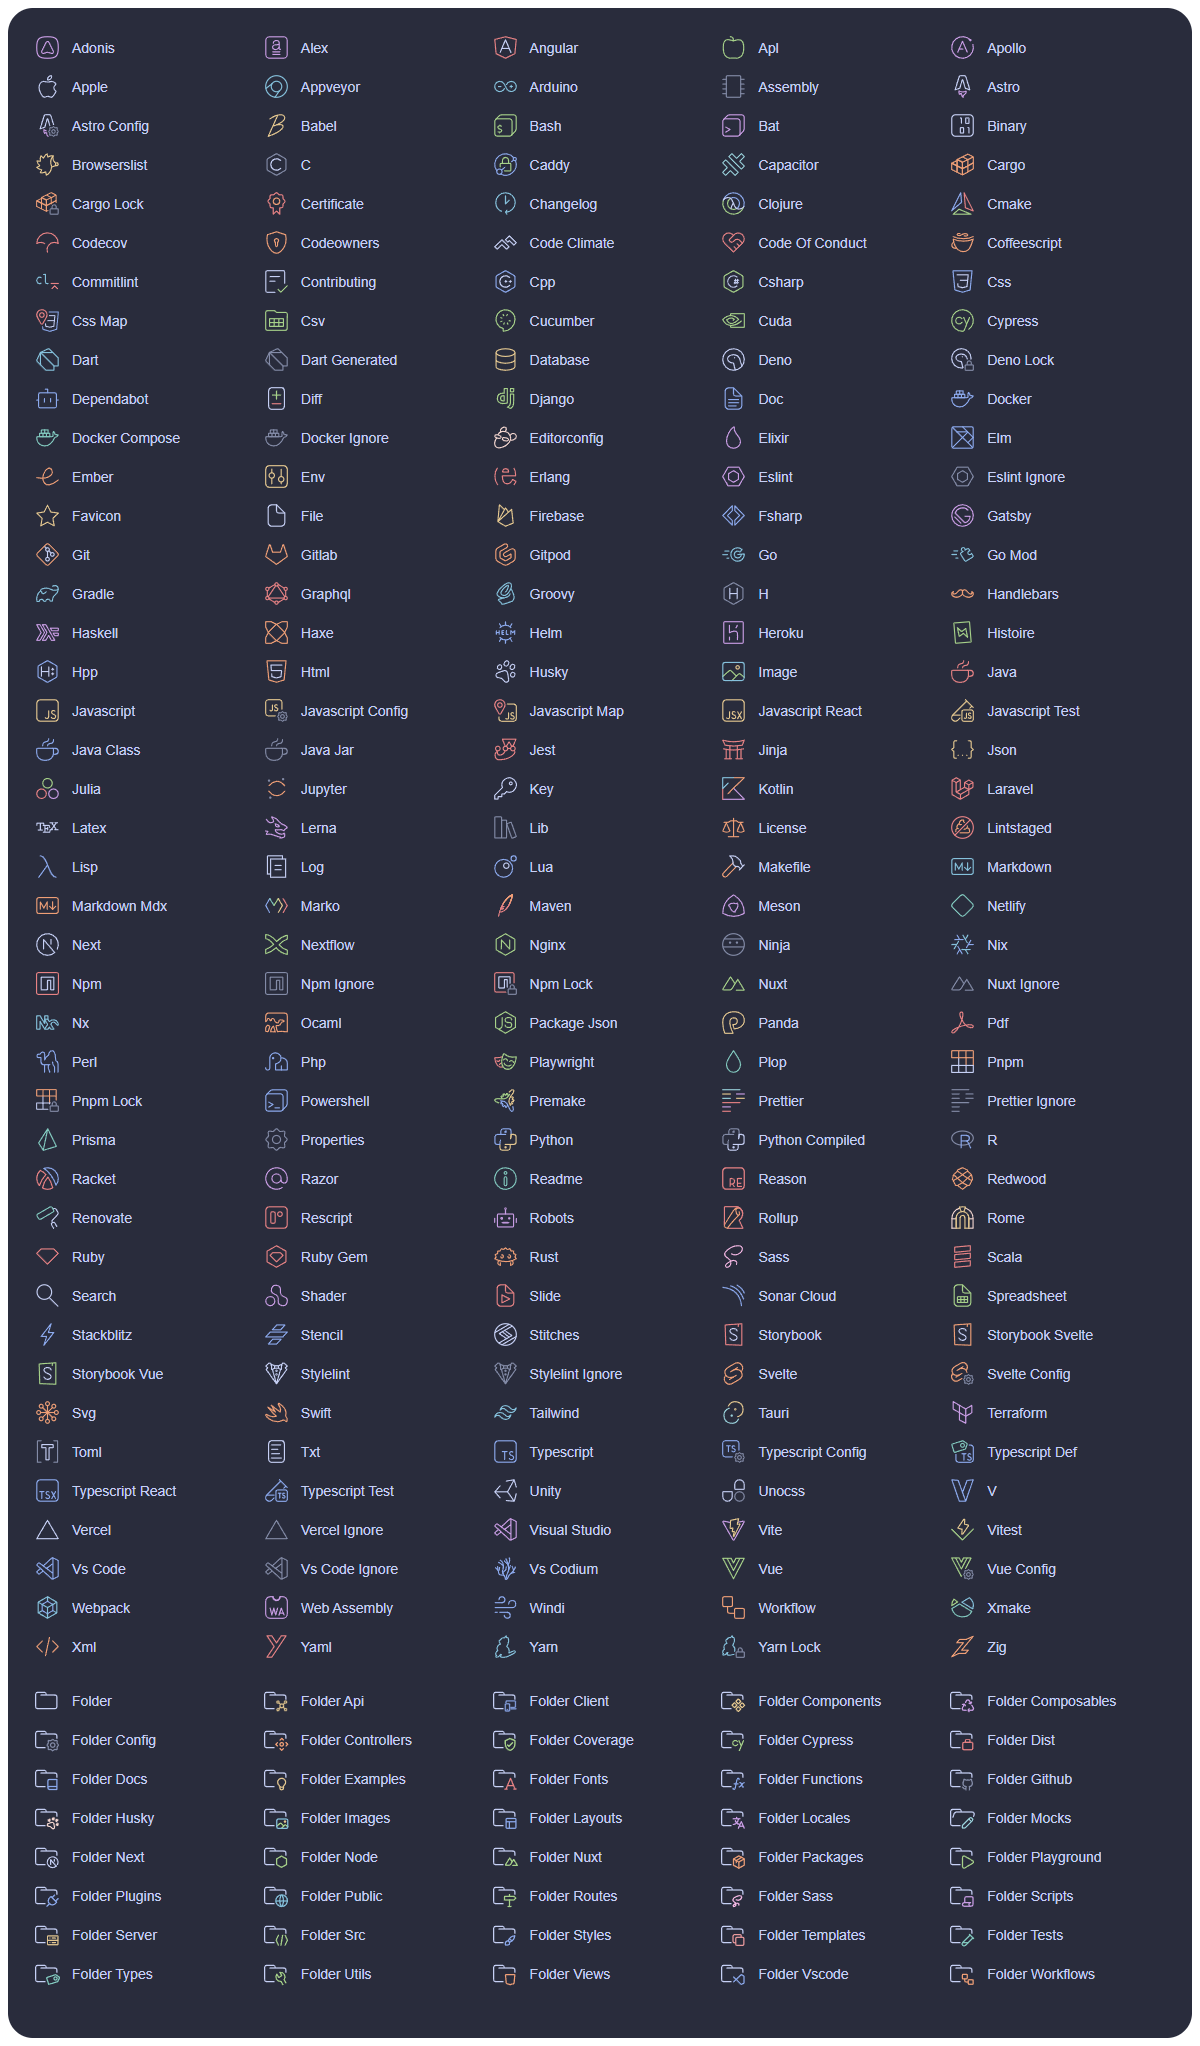 Adonis Alex Angular Apl Apollo
Apple Appveyor Arduino Assembly Astro
Astro Config Babel Bash Bat Binary
Browserslist C Caddy Capacitor Cargo
Cargo Lock Certificate Changelog Clojure Cmake
Codecov Codeowners Code Climate Code Of Conduct Coffeescript
Commitlint Contributing Cpp Csharp Css
Css Map Csv Cucumber Cuda Cypress
Dart Dart Generated Database Deno Deno Lock
Dependabot Diff Django Doc Docker
Docker Compose Docker Ignore Editorconfig Elixir Elm
Ember Env Erlang Eslint Eslint Ignore
Favicon File Firebase Fsharp Gatsby
Git Gitlab Gitpod Go Go Mod
Gradle Graphql Groovy H Handlebars
Haskell Haxe Helm Heroku Histoire
Hpp Html Husky Image Java
Javascript Javascript Config Javascript Map Javascript React Javascript Test
Java Class Java Jar Jest Jinja Json
Julia Jupyter Key Kotlin Laravel
Latex Lerna Lib License Lintstaged
Lisp Log Lua Makefile Markdown
Markdown Mdx Marko Maven Meson Netlify
Next Nextflow Nginx Ninja Nix
Npm Npm Ignore Npm Lock Nuxt Nuxt Ignore
Nx Ocaml Package Json Panda Pdf
Perl Php Playwright Plop Pnpm
Pnpm Lock Powershell Premake Prettier Prettier Ignore
Prisma Properties Python Python Compiled R
Racket Razor Readme Reason Redwood
Renovate Rescript Robots Rollup Rome
Ruby Ruby Gem Rust Sass Scala
Search Shader Slide Sonar Cloud Spreadsheet
Stackblitz Stencil Stitches Storybook Storybook Svelte
Storybook Vue Stylelint Stylelint Ignore Svelte Svelte Config
Svg Swift Tailwind Tauri Terraform
Toml Txt Typescript Typescript Config Typescript Def
Typescript React Typescript Test Unity Unocss V
Vercel Vercel Ignore Visual Studio Vite Vitest
Vs Code Vs Code Ignore Vs Codium Vue Vue Config
Webpack Web Assembly Windi Workflow Xmake
Xml Yaml Yarn Yarn Lock Zig
Folder Folder Api Folder Client Folder Components Folder Composables
Folder Config Folder Controllers Folder Coverage Folder Cypress Folder Dist
Folder Docs Folder Examples Folder Fonts Folder Functions Folder Github
Folder Husky Folder Images Folder Layouts Folder Locales Folder Mocks
Folder Next Folder Node Folder Nuxt Folder Packages Folder Playground
Folder Plugins Folder Public Folder Routes Folder Sass Folder Scripts
Folder Server Folder Src Folder Styles Folder Templates Folder Tests
Folder Types Folder Utils Folder Views Folder Vscode Folder Workflows